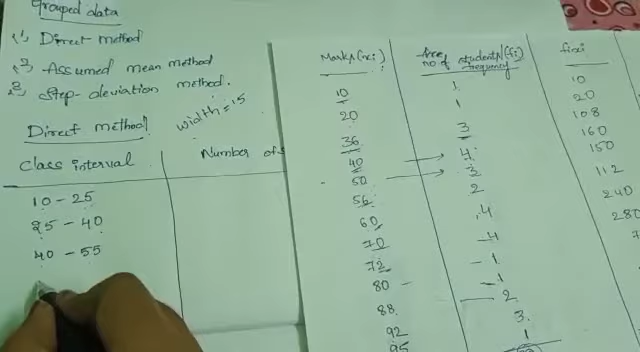 Grouped data
(1) Direct method
(2) Assumed mean method
(3) Step-deviation method.
width = 15
Direct method
Class interval
Number of
10 - 25
25 - 40
40 - 55
Marks (xi)
no of students (fi)
frequency
fixi
10 1 10
20 1 20
36 3 108
40 4 160
50 3 150
56 2 112
60 4 240
70 4 280
72 1 7
80 1
88 2
92 3
95 1